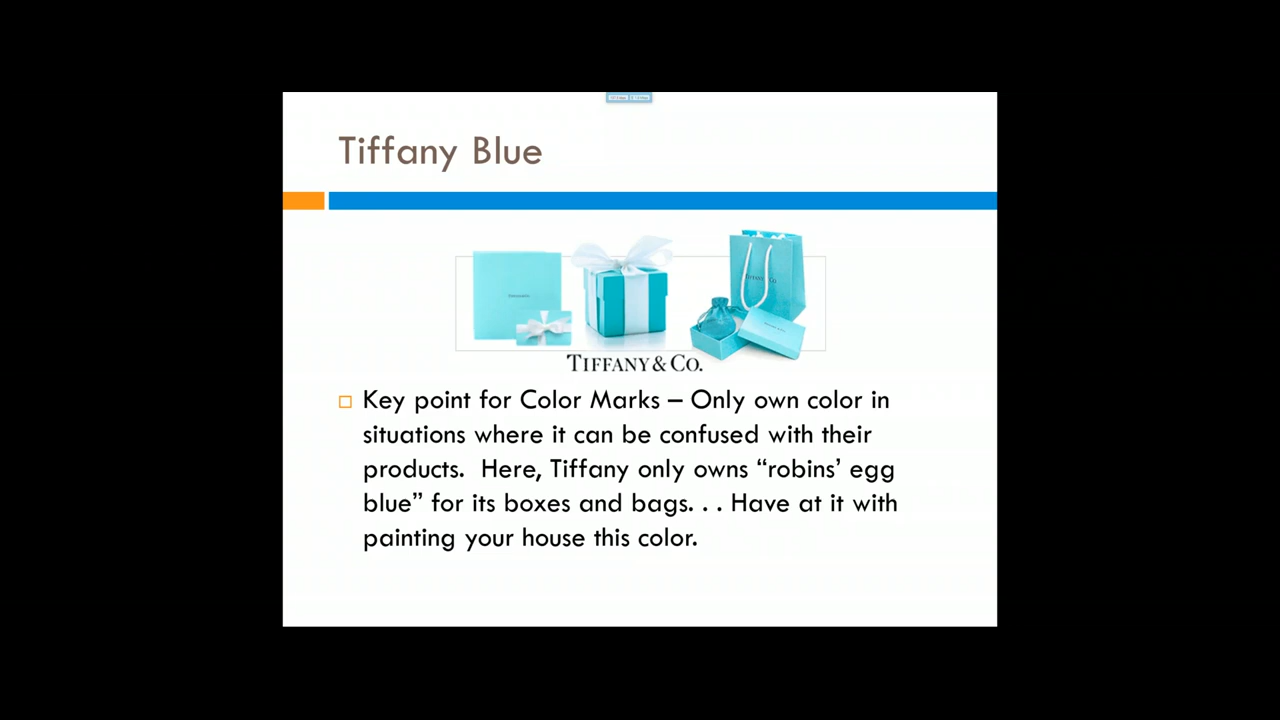 Tiffany Blue
TIFFANY & CO.
Key point for Color Marks – Only own color in
situations where it can be confused with their
products.  Here, Tiffany only owns “robins’ egg
blue” for its boxes and bags. . . Have at it with
painting your house this color.